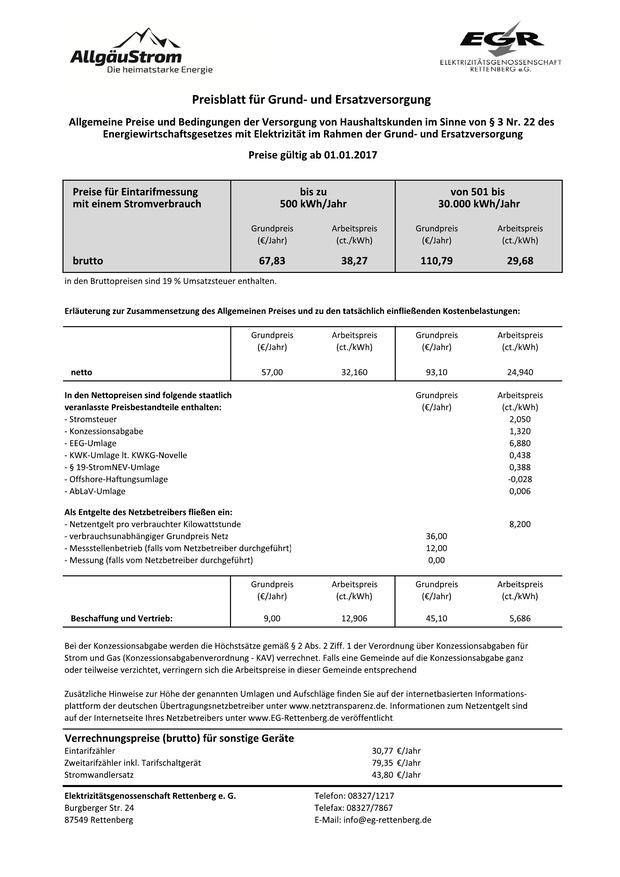 AllgäuStrom
Die heimatstarke Energie
EGR
ELEKTRIZITÄTSGENOSSENSCHAFT
RETTENBERG e.G.
Preisblatt für Grund- und Ersatzversorgung
Allgemeine Preise und Bedingungen der Versorgung von Haushaltskunden im Sinne von § 3 Nr. 22 des
Energiewirtschaftsgesetzes mit Elektrizität im Rahmen der Grund- und Ersatzversorgung
Preise gültig ab 01.01.2017
Preise für Eintarifmessung bis zu von 501 bis
mit einem Stromverbrauch 500 kWh/Jahr 30.000 kWh/Jahr
Grundpreis Arbeitspreis Grundpreis Arbeitspreis
(€/Jahr) (ct./kWh) (€/Jahr) (ct./kWh)
brutto 67,83 38,27 110,79 29,68
in den Bruttopreisen sind 19 % Umsatzsteuer enthalten.
Erläuterung zur Zusammensetzung des Allgemeinen Preises und zu den tatsächlich einfließenden Kostenbelastungen:
Grundpreis Arbeitspreis Grundpreis Arbeitspreis
(€/Jahr) (ct./kWh) (€/Jahr) (ct./kWh)
netto 57,00 32,160 93,10 24,940
In den Nettopreisen sind folgende staatlich Grundpreis Arbeitspreis
veranlasste Preisbestandteile enthalten: (€/Jahr) (ct./kWh)
- Stromsteuer 2,050
- Konzessionsabgabe 1,320
- EEG-Umlage 6,880
- KWK-Umlage lt. KWKG-Novelle 0,438
- § 19-StromNEV-Umlage 0,388
- Offshore-Haftungsumlage -0,028
- AbLaV-Umlage 0,006
Als Entgelte des Netzbetreibers fließen ein:
- Netzentgelt pro verbrauchter Kilowattstunde 8,200
- verbrauchsunabhängiger Grundpreis Netz 36,00
- Messstellenbetrieb (falls vom Netzbetreiber durchgeführt) 12,00
- Messung (falls vom Netzbetreiber durchgeführt) 0,00
Grundpreis Arbeitspreis Grundpreis Arbeitspreis
(€/Jahr) (ct./kWh) (€/Jahr) (ct./kWh)
Beschaffung und Vertrieb: 9,00 12,906 45,10 5,686
Bei der Konzessionsabgabe werden die Höchstsätze gemäß § 2 Abs. 2 Ziff. 1 der Verordnung über Konzessionsabgaben für
Strom und Gas (Konzessionsabgabenverordnung - KAV) verrechnet. Falls eine Gemeinde auf die Konzessionsabgabe ganz
oder teilweise verzichtet, verringern sich die Arbeitspreise in dieser Gemeinde entsprechend
Zusätzliche Hinweise zur Höhe der genannten Umlagen und Aufschläge finden Sie auf der internetbasierten Informations-
plattform der deutschen Übertragungsnetzbetreiber unter www.netztransparenz.de. Informationen zum Netzentgelt sind
auf der Internetseite Ihres Netzbetreibers unter www.EG-Rettenberg.de veröffentlicht
Verrechnungspreise (brutto) für sonstige Geräte
Eintarifzähler 30,77 €/Jahr
Zweitarifzähler inkl. Tarifschaltgerät 79,35 €/Jahr
Stromwandlersatz 43,80 €/Jahr
Elektrizitätsgenossenschaft Rettenberg e. G. Telefon: 08327/1217
Burgberger Str. 24 Telefax: 08327/7867
87549 Rettenberg E-Mail: info@eg-rettenberg.de